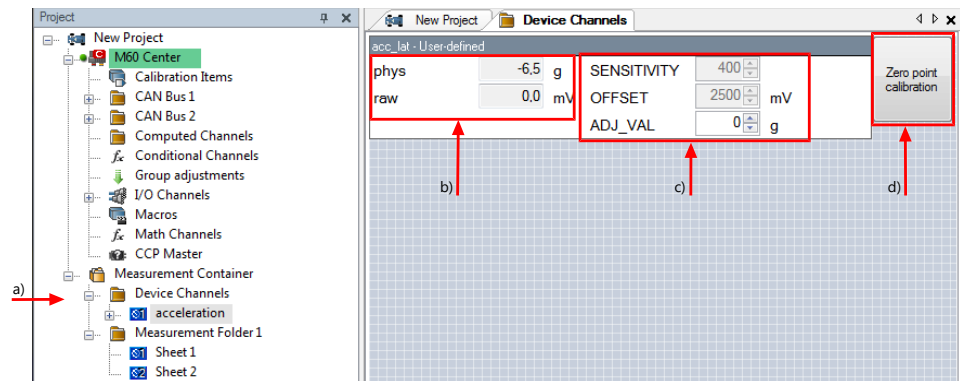 Project
New Project
M60 Center
Calibration Items
CAN Bus 1
CAN Bus 2
Computed Channels
fx Conditional Channels
Group adjustments
I/O Channels
Macros
fx Math Channels
CCP Master
Measurement Container
a)
Device Channels
acceleration
Measurement Folder 1
Sheet 1
Sheet 2
New Project Device Channels
acc_lat - User-defined
phys -6,5 g
raw 0,0 mV
SENSITIVITY 400
OFFSET 2500 mV
ADJ_VAL 0 g
Zero point
calibration
b) c) d)